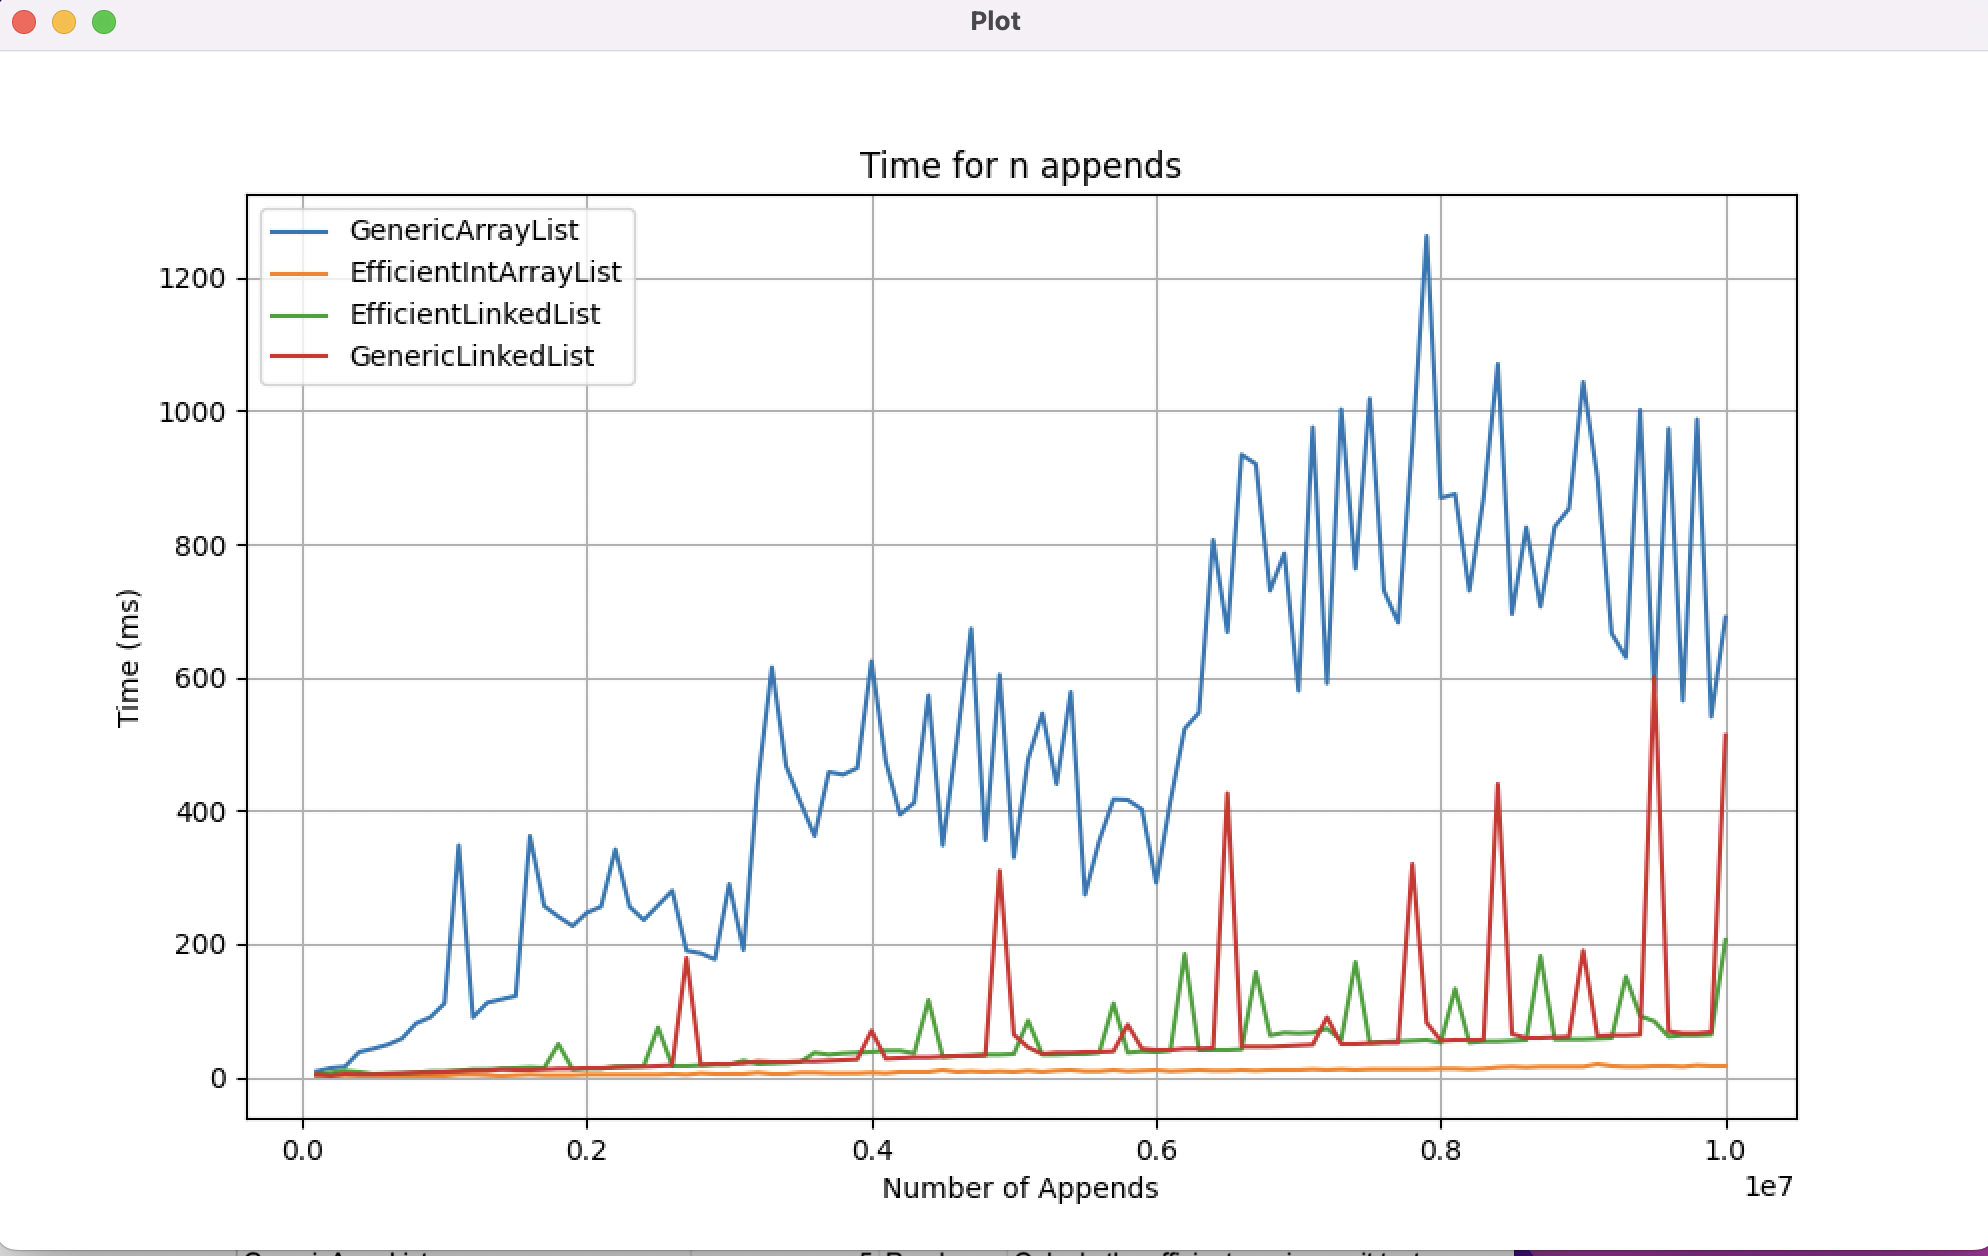 Plot
Time for n appends
GenericArrayList
EfficientIntArrayList
EfficientLinkedList
GenericLinkedList
1200
1000
800
600
400
200
0
Time (ms)
0.0 0.2 0.4 0.6 0.8 1.0
1e7
Number of Appends